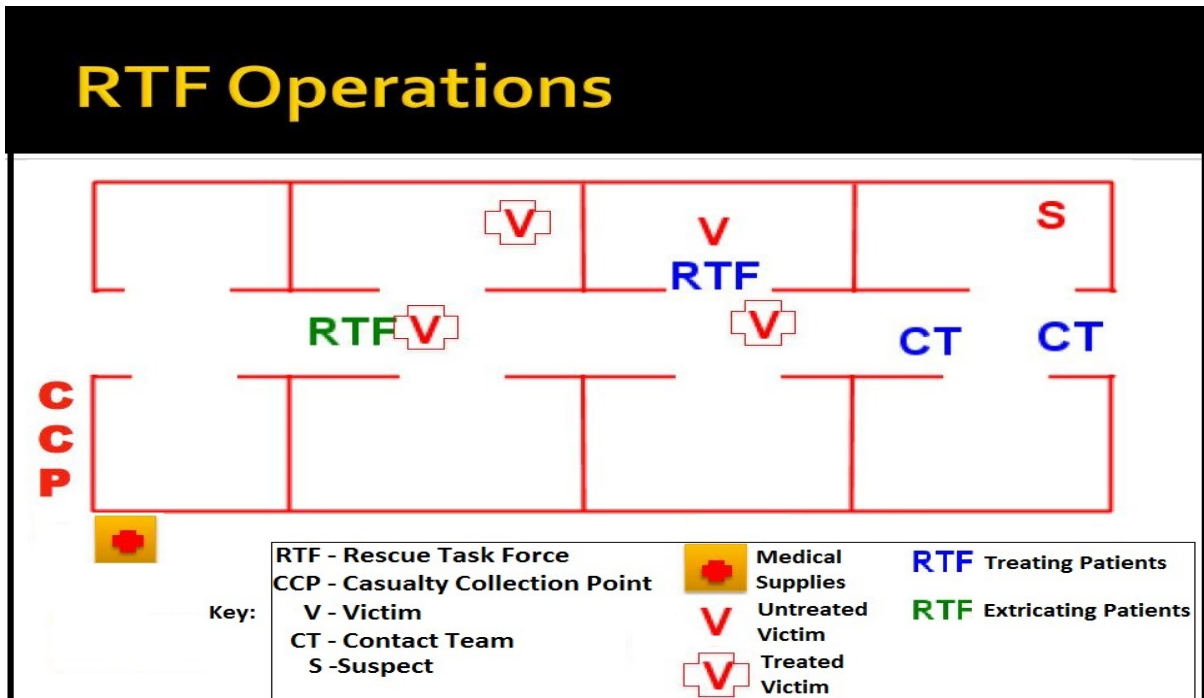 RTF Operations
V
V
S
RTF
RTF V
V
CT
CT
C
C
P
Key:
RTF - Rescue Task Force
CCP - Casualty Collection Point
V - Victim
CT - Contact Team
S -Suspect
Medical
Supplies
V Untreated
Victim
V Treated
Victim
RTF Treating Patients
RTF Extricating Patients